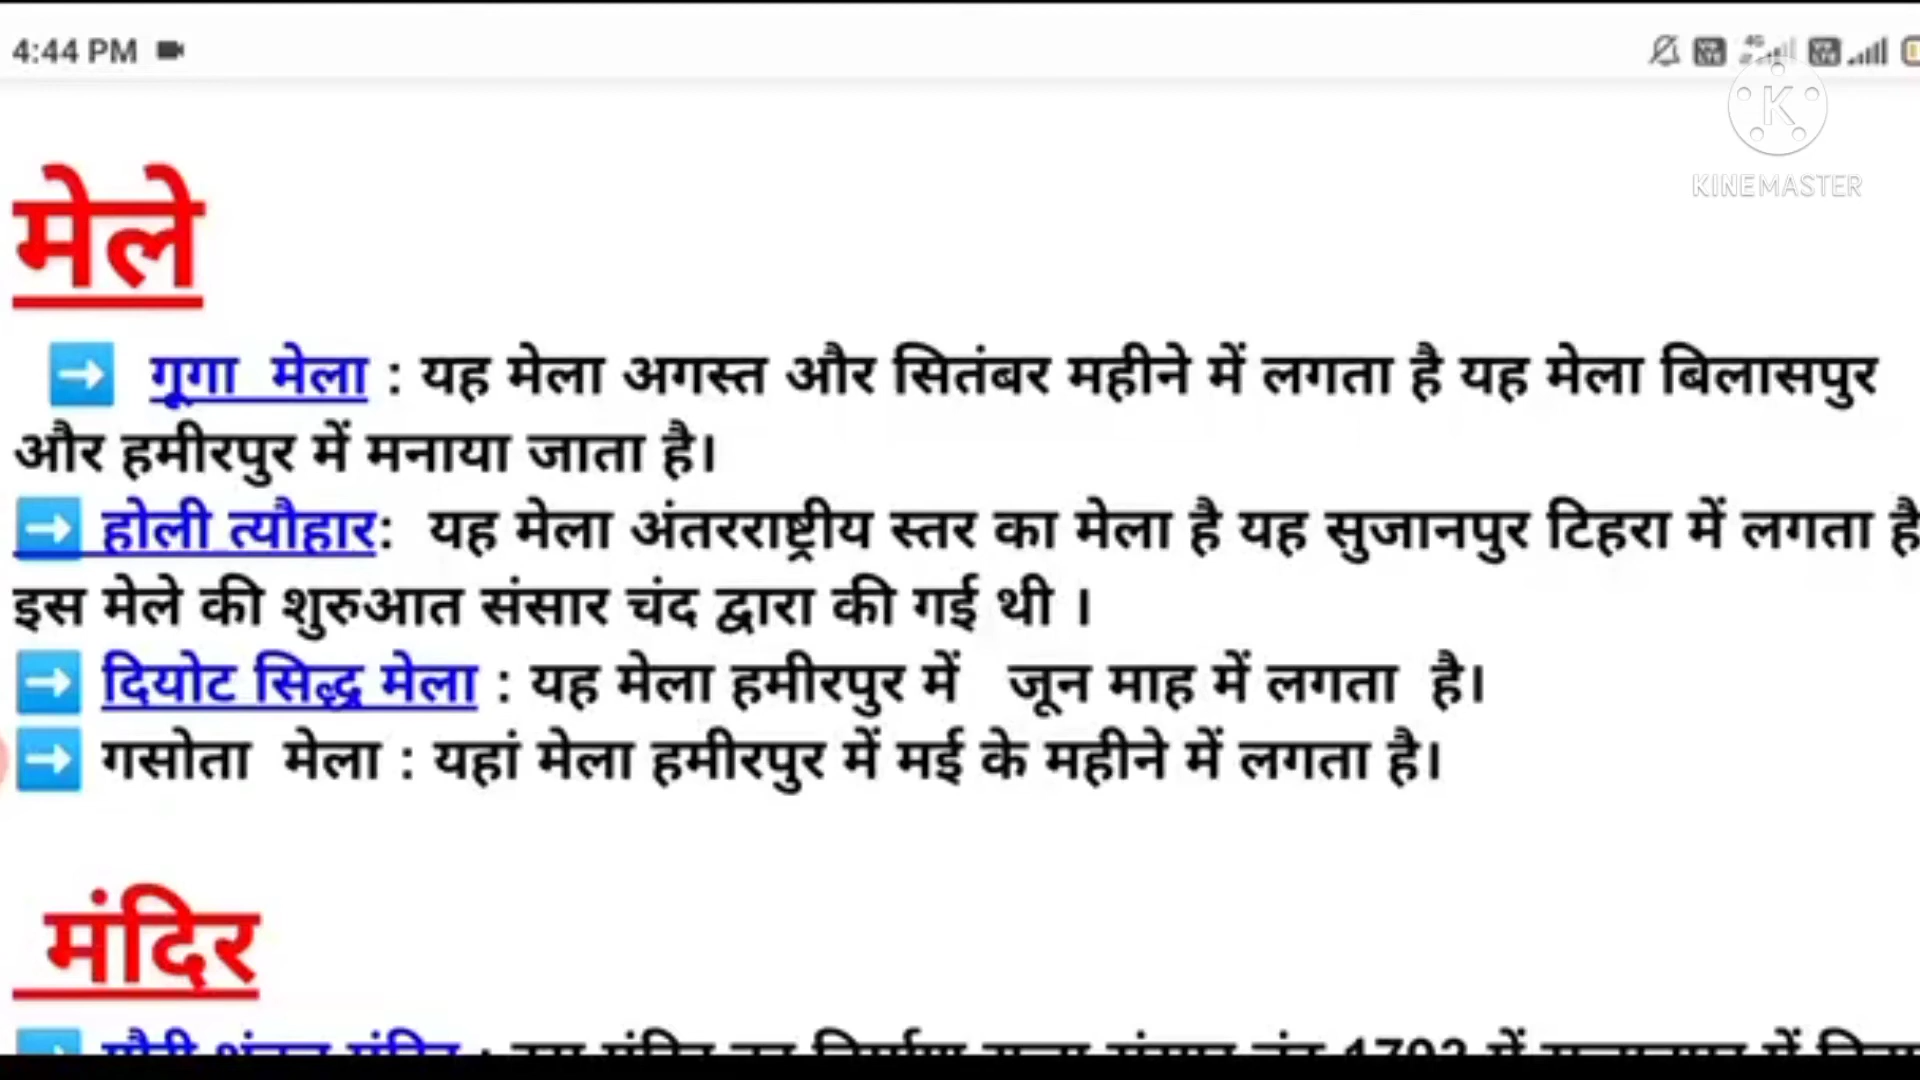 4:44 PM
KINEMASTER
मेले
➡ गूगा मेला : यह मेला अगस्त और सितंबर महीने में लगता है यह मेला बिलासपुर
और हमीरपुर में मनाया जाता है।
➡ होली त्यौहार: यह मेला अंतरराष्ट्रीय स्तर का मेला है यह सुजानपुर टिहरा में लगता है
इस मेले की शुरुआत संसार चंद द्वारा की गई थी ।
➡ दियोट सिद्ध मेला : यह मेला हमीरपुर में जून माह में लगता है।
➡ गसोता मेला : यहां मेला हमीरपुर में मई के महीने में लगता है।
मंदिर